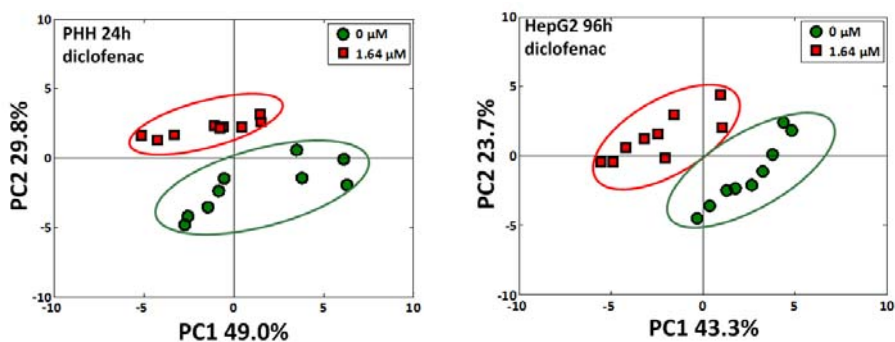 PHH 24h
diclofenac
0 µM
1.64 µM
10
5
0
-5
-10
-10
-5
0
5
10
PC2 29.8%
PC1 49.0%
HepG2 96h
diclofenac
0 µM
1.64 µM
10
5
0
-5
-10
-10
-5
0
5
10
PC2 23.7%
PC1 43.3%